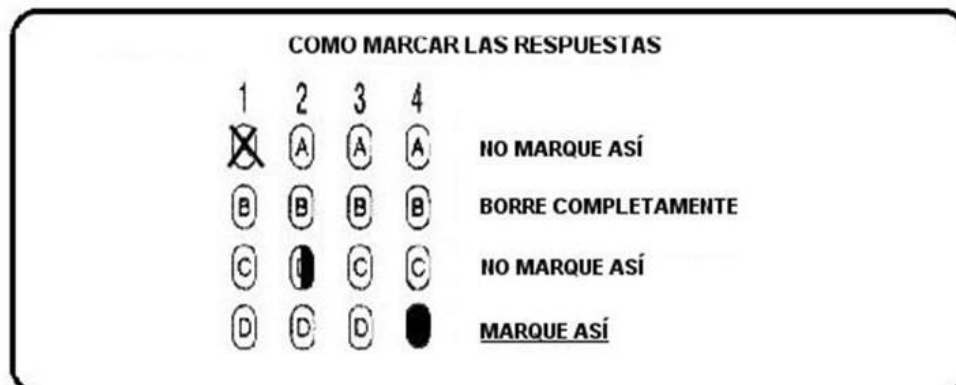 COMO MARCAR LAS RESPUESTAS
1 2 3 4
A A A NO MARQUE ASÍ
B B B B BORRE COMPLETAMENTE
C C C NO MARQUE ASÍ
D D D MARQUE ASÍ